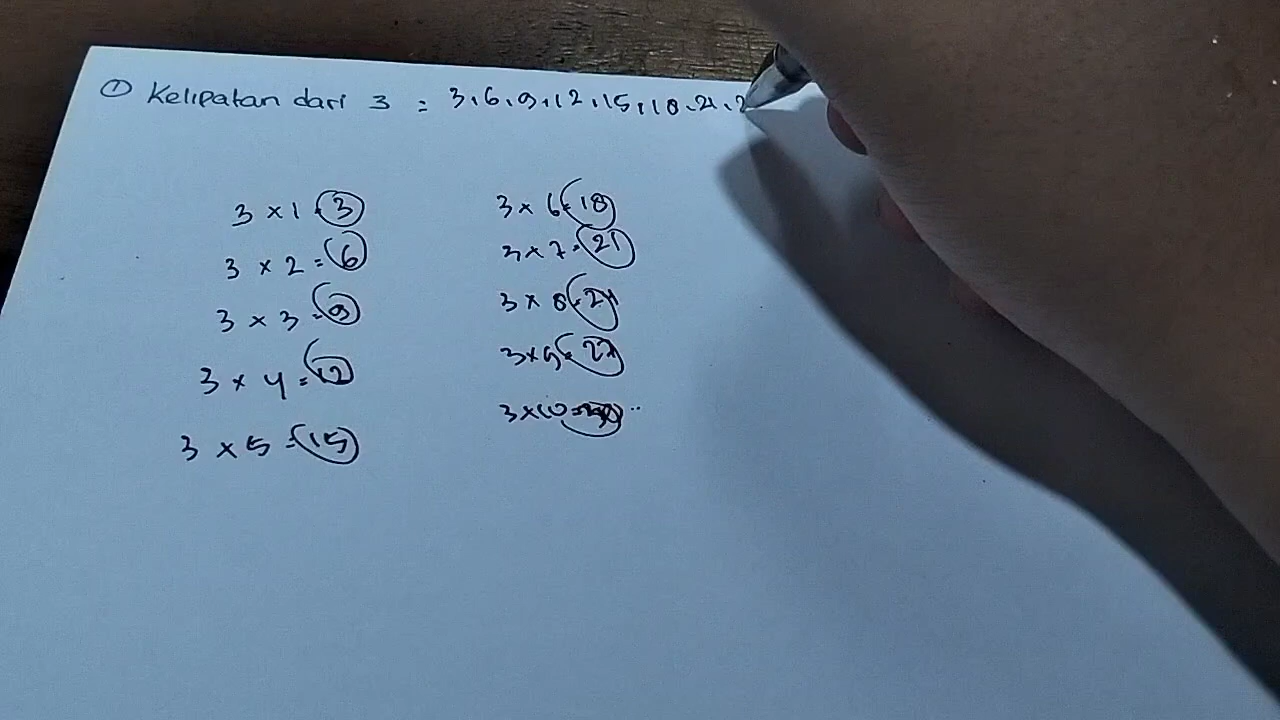 ① Kelipatan dari 3 = 3, 6, 9, 12, 15, 18, 21, 2
3 × 1 = 3
3 × 2 = 6
3 × 3 = 9
3 × 4 = 12
3 × 5 = 15
3 × 6 = 18
3 × 7 = 21
3 × 8 = 24
3 × 9 = 27
3 × 10 = 30 ..